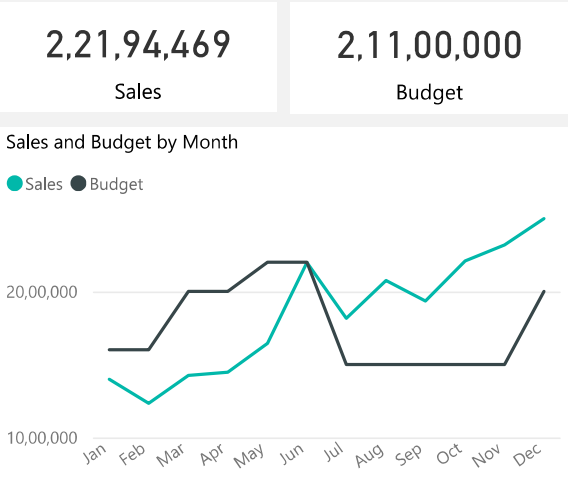 2,21,94,469
Sales
2,11,00,000
Budget
Sales and Budget by Month
Sales Budget
20,00,000
10,00,000
Jan Feb Mar Apr May Jun Jul Aug Sep Oct Nov Dec